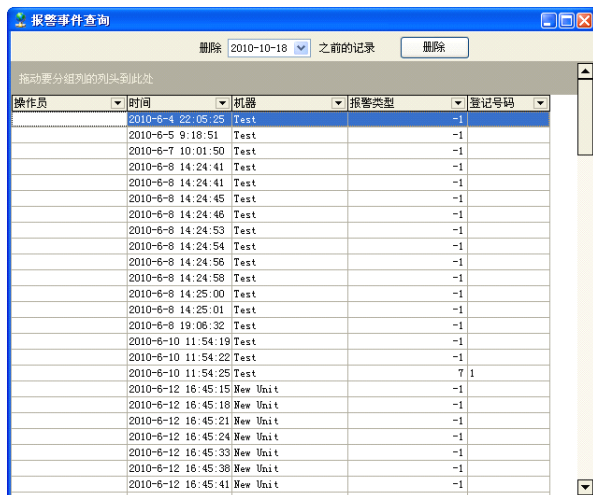 报警事件查询
删除 2010-10-18 之前的记录 删除
拖动要分组列的列头到此处
操作员 时间 机器 报警类型 登记号码
2010-6-4 22:05:25 Test -1
2010-6-5 9:18:51 Test -1
2010-6-7 10:01:50 Test -1
2010-6-8 14:24:41 Test -1
2010-6-8 14:24:41 Test -1
2010-6-8 14:24:45 Test -1
2010-6-8 14:24:46 Test -1
2010-6-8 14:24:53 Test -1
2010-6-8 14:24:54 Test -1
2010-6-8 14:24:56 Test -1
2010-6-8 14:24:58 Test -1
2010-6-8 14:25:00 Test -1
2010-6-8 14:25:01 Test -1
2010-6-8 19:06:32 Test -1
2010-6-10 11:54:19 Test -1
2010-6-10 11:54:22 Test -1
2010-6-10 11:54:25 Test 7 1
2010-6-12 16:45:15 New Unit -1
2010-6-12 16:45:18 New Unit -1
2010-6-12 16:45:21 New Unit -1
2010-6-12 16:45:24 New Unit -1
2010-6-12 16:45:33 New Unit -1
2010-6-12 16:45:38 New Unit -1
2010-6-12 16:45:41 New Unit -1